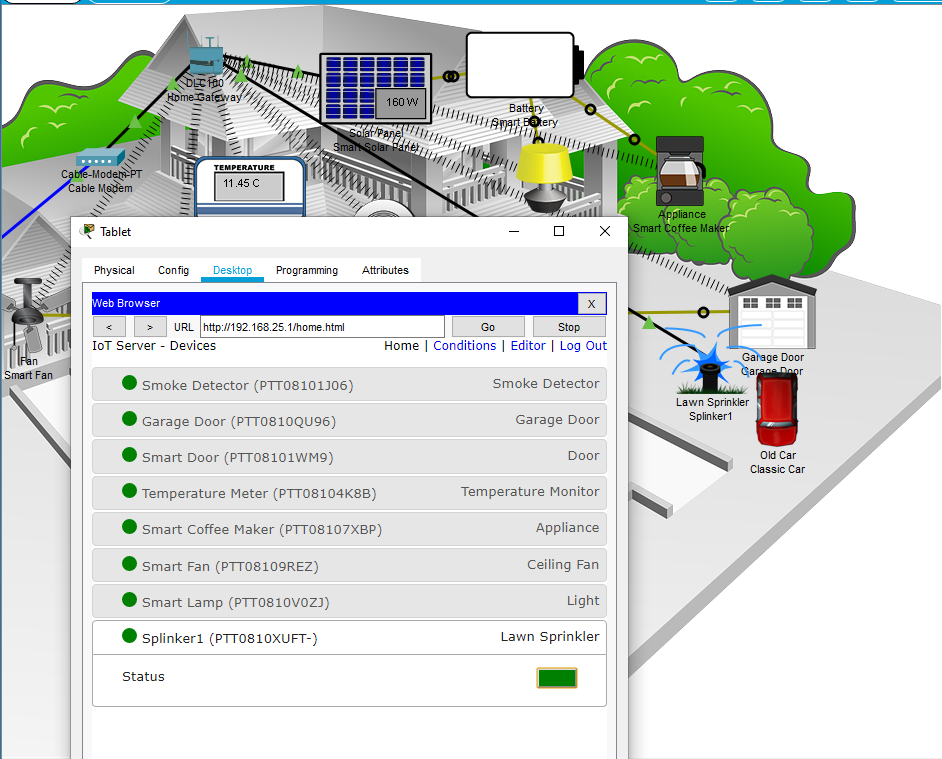 DLC100
Home Gateway
160 W
Solar Panel
Smart Solar Panel
Battery
Smart Battery
Cable-Modem-PT
Cable Modem
TEMPERATURE
11.45 C
Appliance
Smart Coffee Maker
Fan
Smart Fan
Garage Door
Garage Door
Lawn Sprinkler
Splinker1
Old Car
Classic Car
Tablet
Physical Config Desktop Programming Attributes
Web Browser X
< > URL http://192.168.25.1/home.html Go Stop
IoT Server - Devices Home | Conditions | Editor | Log Out
Smoke Detector (PTT08101J06) Smoke Detector
Garage Door (PTT0810QU96) Garage Door
Smart Door (PTT08101WM9) Door
Temperature Meter (PTT08104K8B) Temperature Monitor
Smart Coffee Maker (PTT08107XBP) Appliance
Smart Fan (PTT08109REZ) Ceiling Fan
Smart Lamp (PTT0810V0ZJ) Light
Splinker1 (PTT0810XUFT-) Lawn Sprinkler
Status